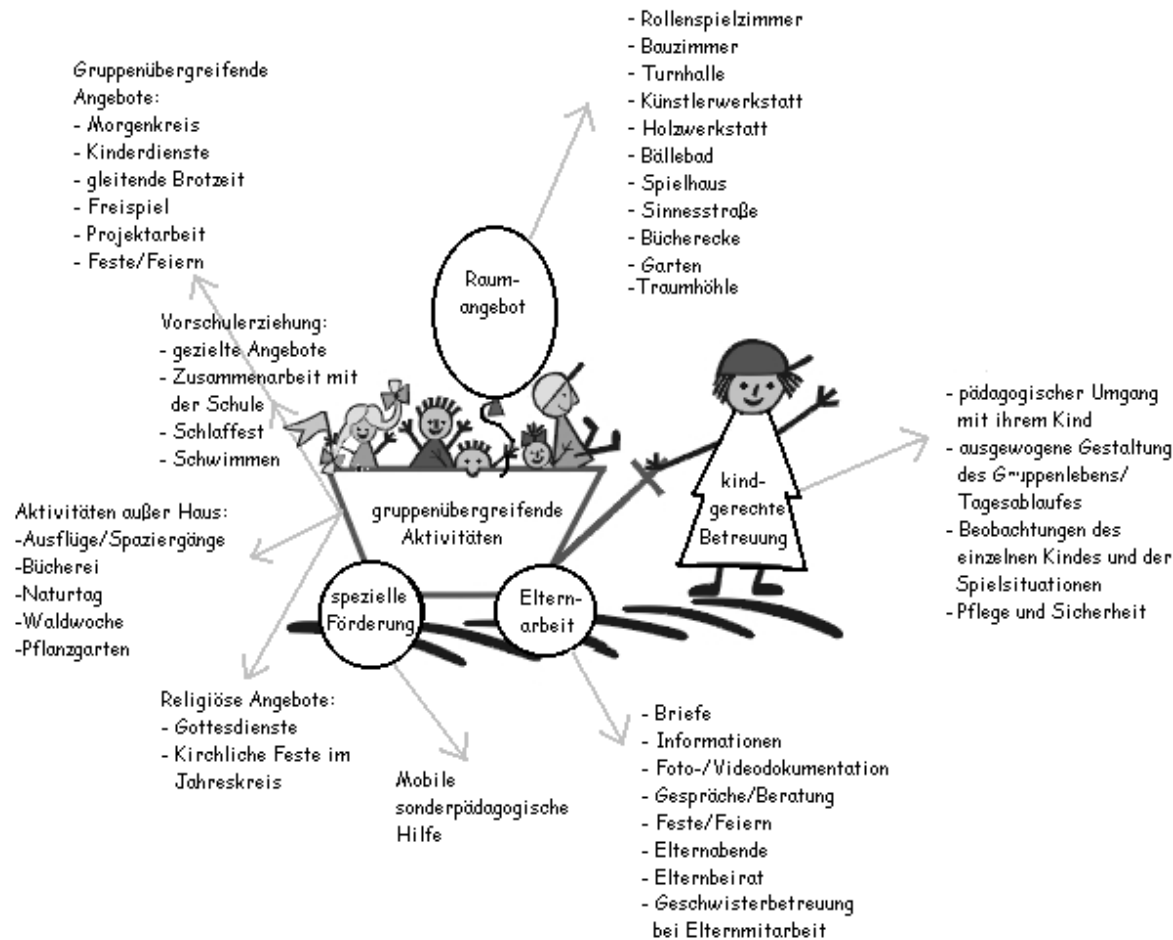 - Rollenspielzimmer
- Bauzimmer
- Turnhalle
- Künstlerwerkstatt
- Holzwerkstatt
- Bällebad
- Spielhaus
- Sinnesstraße
- Bücherecke
- Garten
-Traumhöhle
Gruppenübergreifende
Angebote:
- Morgenkreis
- Kinderdienste
- gleitende Brotzeit
- Freispiel
- Projektarbeit
- Feste/Feiern
Raum-
angebot
Vorschulerziehung:
- gezielte Angebote
- Zusammenarbeit mit
der Schule
- Schlaffest
- Schwimmen
- pädagogischer Umgang
mit ihrem Kind
- ausgewogene Gestaltung
des Gruppenlebens/
Tagesablaufes
- Beobachtungen des
einzelnen Kindes und der
Spielsituationen
- Pflege und Sicherheit
kind-
gerechte
Betreuung
gruppenübergreifende
Aktivitäten
Aktivitäten außer Haus:
-Ausflüge/Spaziergänge
-Bücherei
-Naturtag
-Waldwoche
-Pflanzgarten
spezielle
Förderung
Eltern-
arbeit
Religiöse Angebote:
- Gottesdienste
- Kirchliche Feste im
Jahreskreis
Mobile
sonderpädagogische
Hilfe
- Briefe
- Informationen
- Foto-/Videodokumentation
- Gespräche/Beratung
- Feste/Feiern
- Elternabende
- Elternbeirat
- Geschwisterbetreuung
bei Elternmitarbeit